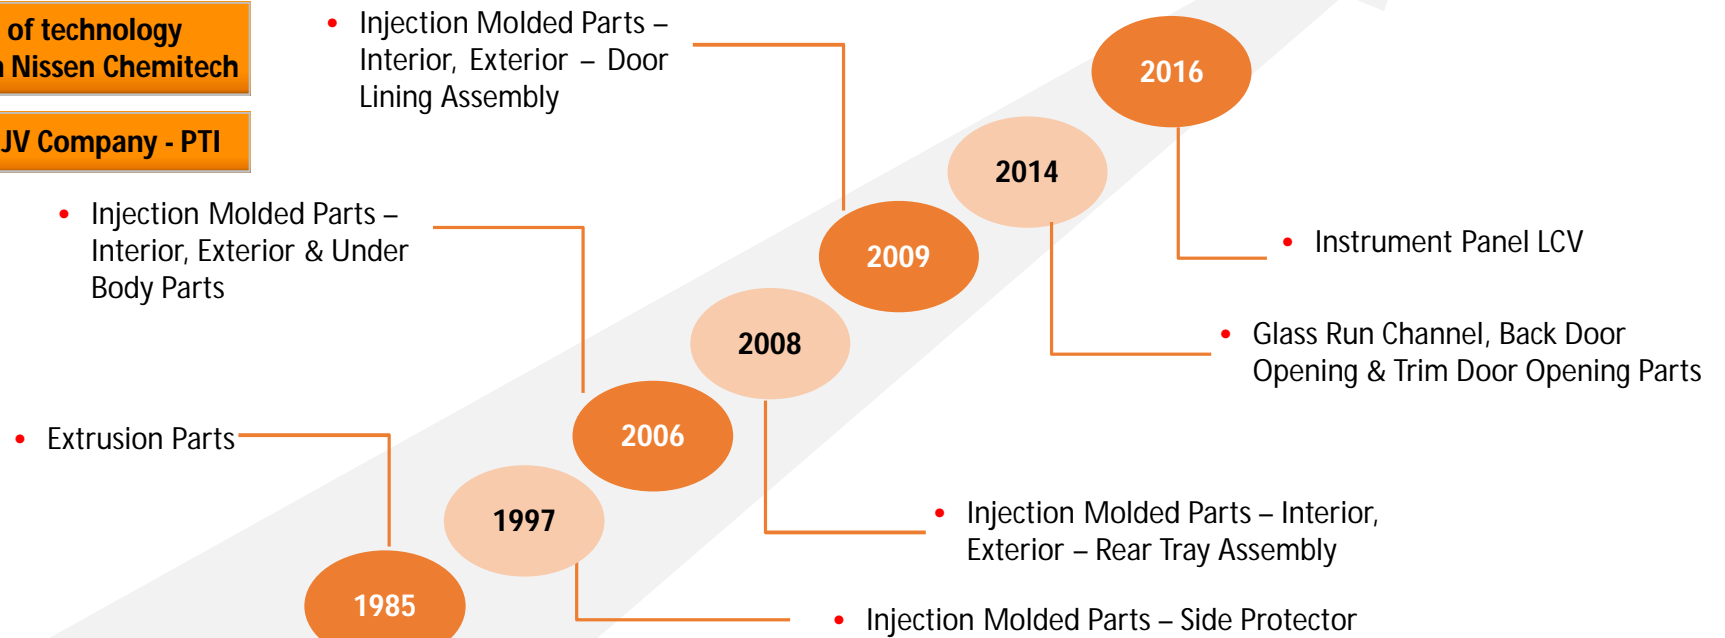 of technology
Nissen Chemitech
JV Company - PTI
• Injection Molded Parts –
Interior, Exterior – Door
Lining Assembly
2016
2014
• Injection Molded Parts –
Interior, Exterior & Under
Body Parts
2009
• Instrument Panel LCV
2008
• Glass Run Channel, Back Door
Opening & Trim Door Opening Parts
• Extrusion Parts
2006
1997
• Injection Molded Parts – Interior,
Exterior – Rear Tray Assembly
1985
• Injection Molded Parts – Side Protector